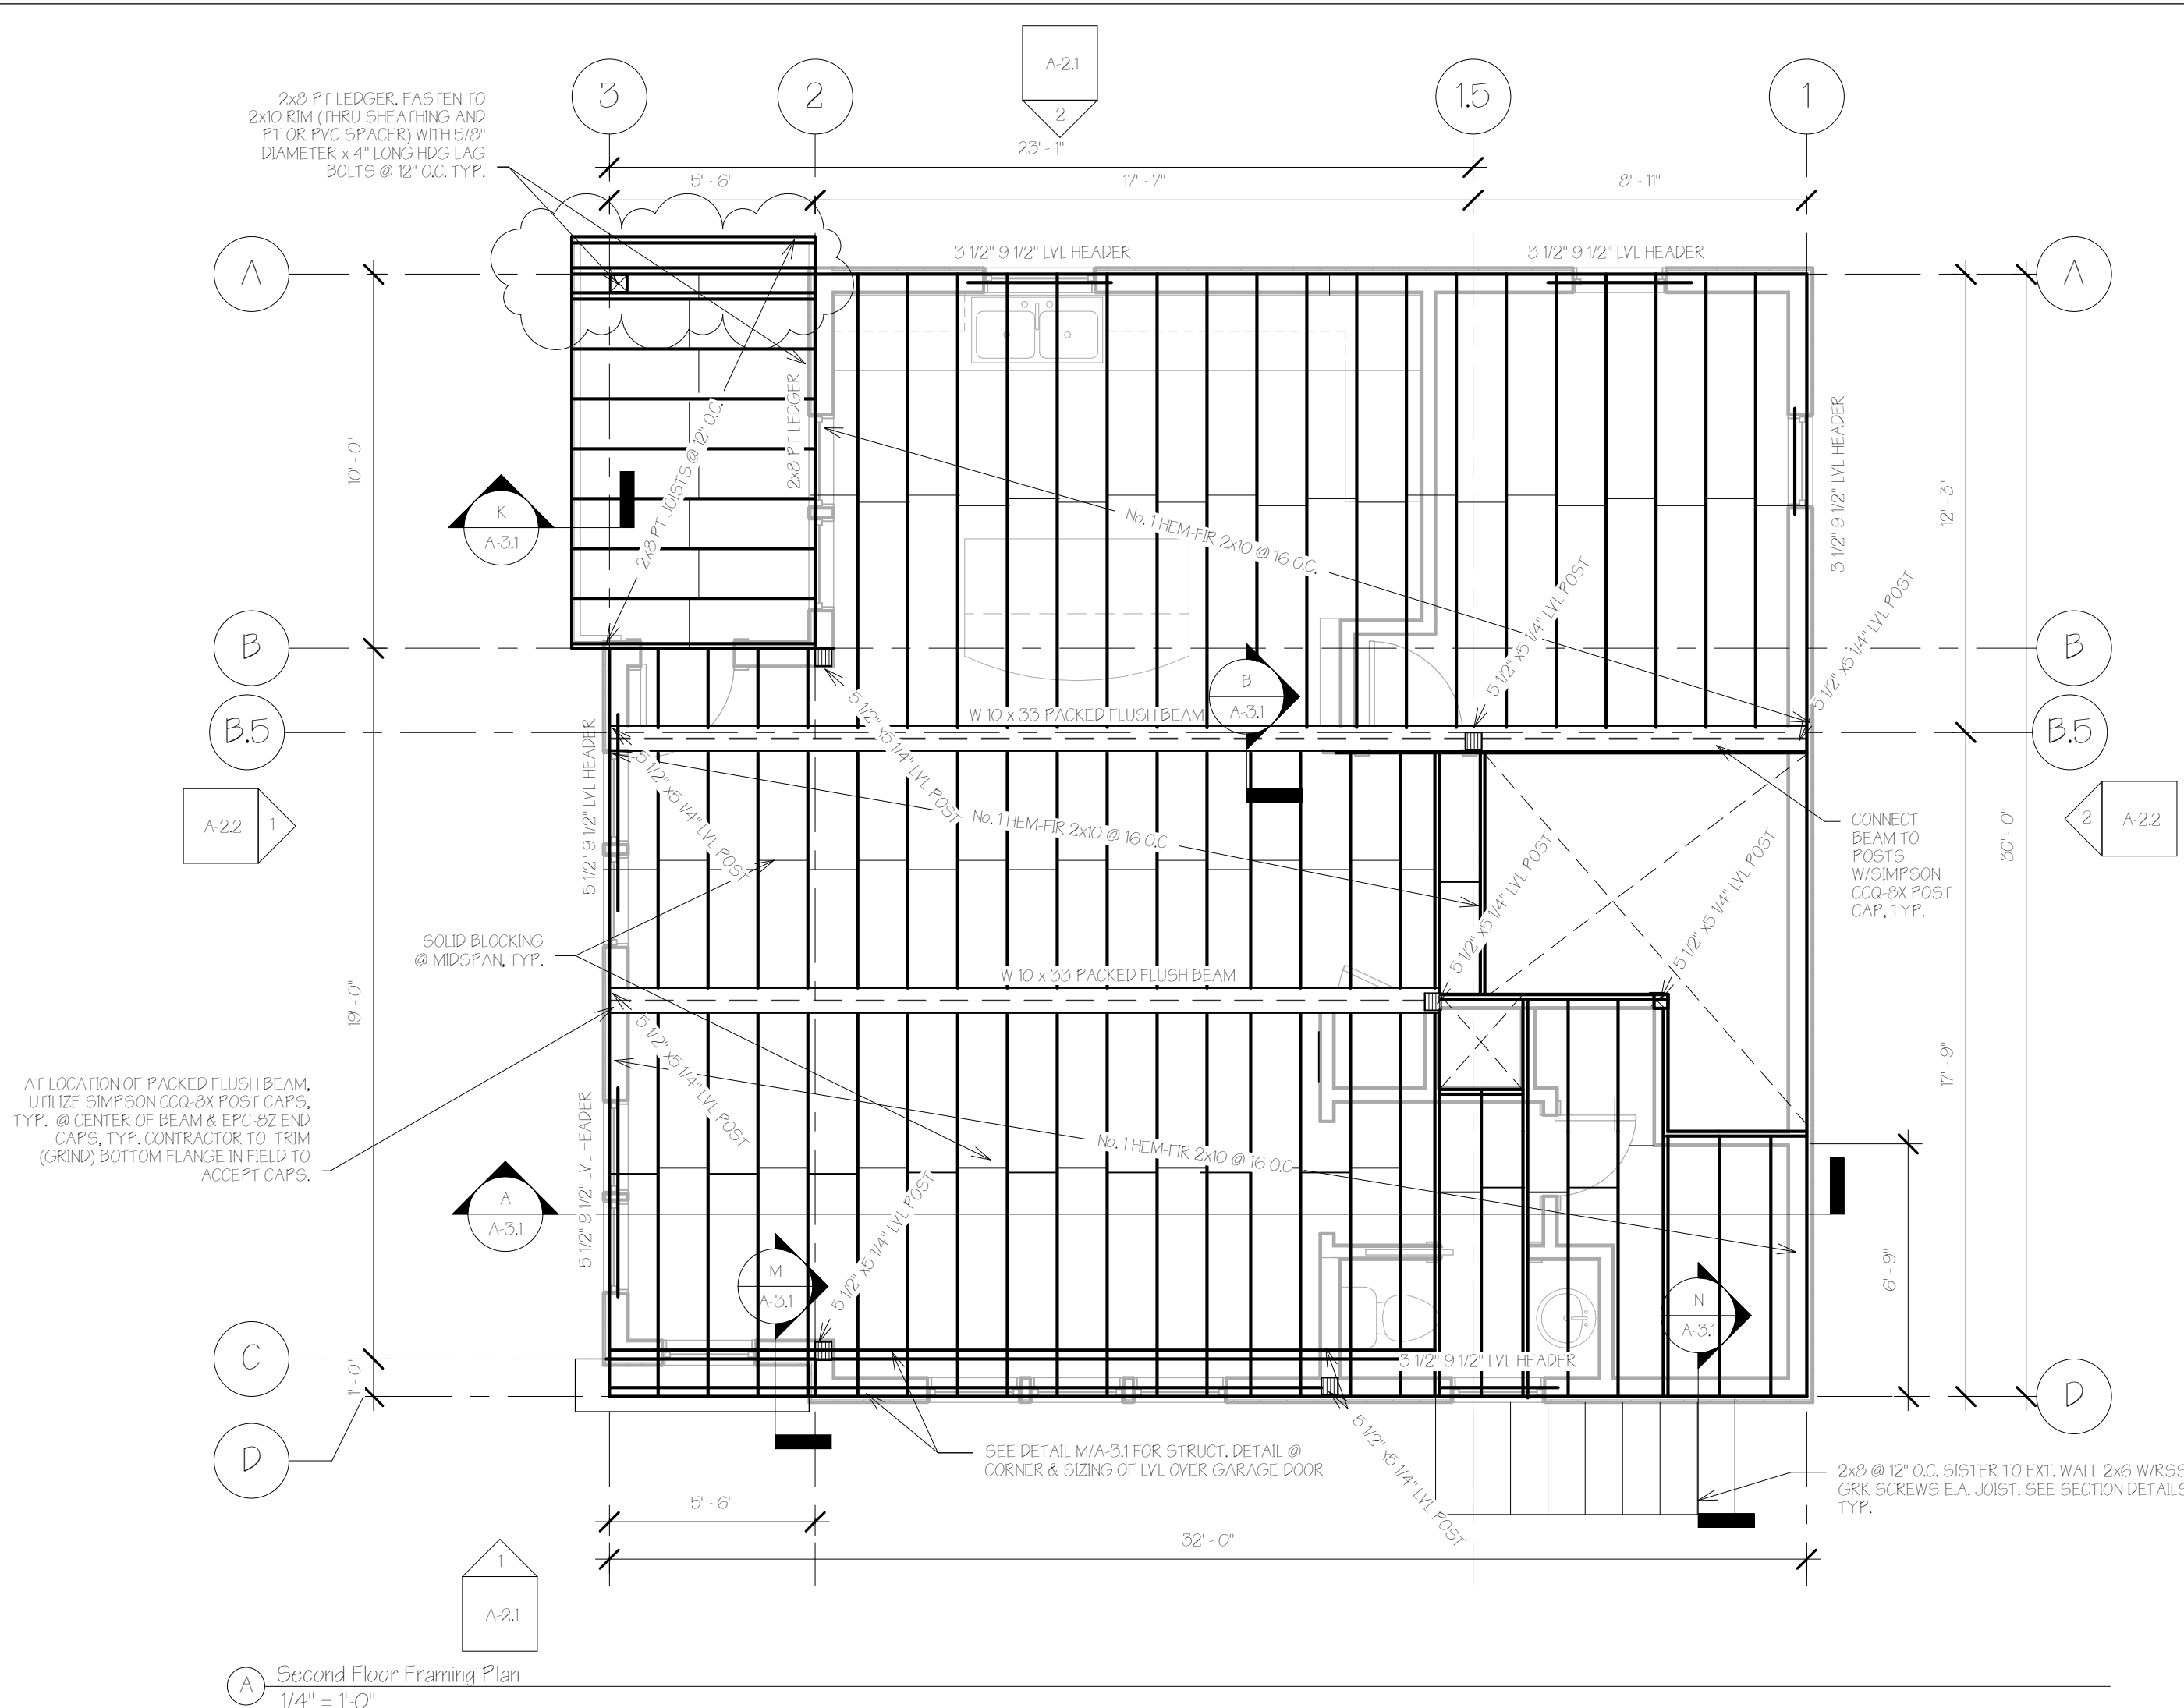 A-2.1
2
3
2
1.5
1
2x8 PT LEDGER. FASTEN TO
2x10 RIM (THRU SHEATHING AND
PT OR PVC SPACER) WITH 5/8"
DIAMETER x 4" LONG HDG LAG
BOLTS @ 12" O.C. TYP.
23' - 1"
5' - 6"
17' - 7"
8' - 11"
3 1/2" 9 1/2" LVL HEADER
3 1/2" 9 1/2" LVL HEADER
A
A
2x8 PT LEDGER
2x8 PT JOISTS @ 12" O.C.
3 1/2" 9 1/2" LVL HEADER
10' - 0"
12' - 3"
K
A-3.1
No. 1 HEM-FIR 2x10 @ 16 O.C.
5 1/2" x5 1/4" LVL POST
5 1/2" x5 1/4" LVL POST
B
B
B
A-3.1
W 10 x 33 PACKED FLUSH BEAM
B.5
B.5
5 1/2" 9 1/2" LVL HEADER
5 1/2" x5 1/4" LVL POST
5 1/2" x5 1/4" LVL POST
A-2.2
1
2
A-2.2
No. 1 HEM-FIR 2x10 @ 16 O.C
CONNECT
BEAM TO
POSTS
W/SIMPSON
CCQ-8X POST
CAP, TYP.
30' - 0"
5 1/2" x5 1/4" LVL POST
5 1/2" x5 1/4" LVL POST
SOLID BLOCKING
@ MIDSPAN, TYP.
W 10 x 33 PACKED FLUSH BEAM
19' - 0"
17' - 9"
5 1/2" x5 1/4" LVL POST
AT LOCATION OF PACKED FLUSH BEAM,
UTILIZE SIMPSON CCQ-8X POST CAPS,
TYP. @ CENTER OF BEAM & EPC-8Z END
CAPS, TYP. CONTRACTOR TO TRIM
(GRIND) BOTTOM FLANGE IN FIELD TO
ACCEPT CAPS.
5 1/2" 9 1/2" LVL HEADER
No. 1 HEM-FIR 2x10 @ 16 O.C
A
A-3.1
5 1/2" x5 1/4" LVL POST
6' - 9"
M
A-3.1
N
A-3.1
C
3 1/2" 9 1/2" LVL HEADER
1' - 0"
D
D
5 1/2" x5 1/4" LVL POST
SEE DETAIL M/A-3.1 FOR STRUCT. DETAIL @
CORNER & SIZING OF LVL OVER GARAGE DOOR
2x8 @ 12" O.C. SISTER TO EXT. WALL 2x6 W/RSS
GRK SCREWS E.A. JOIST. SEE SECTION DETAILS
TYP.
5' - 6"
32' - 0"
1
A-2.1
A
Second Floor Framing Plan
1/4" = 1'-0"